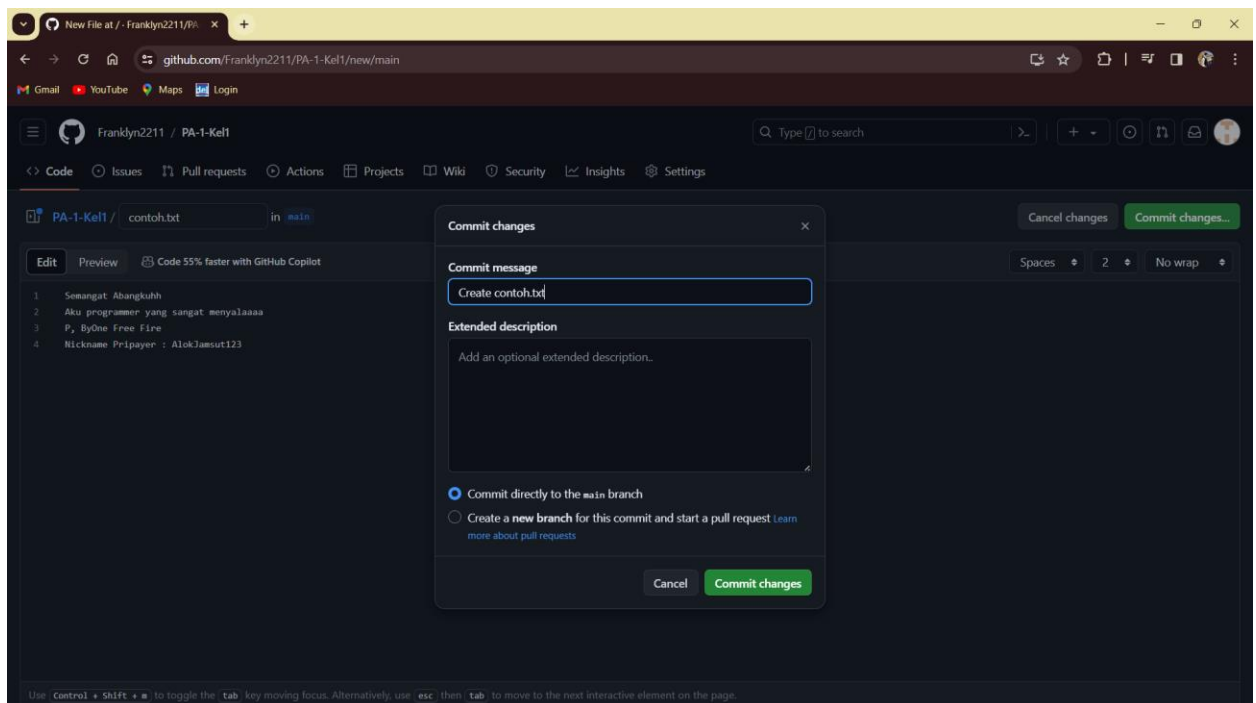 New File at / · Franklyn2211/PA
github.com/Franklyn2211/PA-1-Kel1/new/main
Gmail YouTube Maps Login
Franklyn2211 / PA-1-Kel1
Type / to search
Code Issues Pull requests Actions Projects Wiki Security Insights Settings
PA-1-Kel1 / contoh.txt in main
Cancel changes Commit changes...
Edit Preview Code 55% faster with GitHub Copilot
Spaces 2 No wrap
1 Semangat Abangkuhh
2 Aku programmer yang sangat menyalaaaa
3 P, ByOne Free Fire
4 Nickname Pripayer : AlokJamsut123
Commit changes
Commit message
Create contoh.txt
Extended description
Add an optional extended description..
Commit directly to the main branch
Create a new branch for this commit and start a pull request Learn
more about pull requests
Cancel Commit changes
Use Control + Shift + m to toggle the tab key moving focus. Alternatively, use esc then tab to move to the next interactive element on the page.